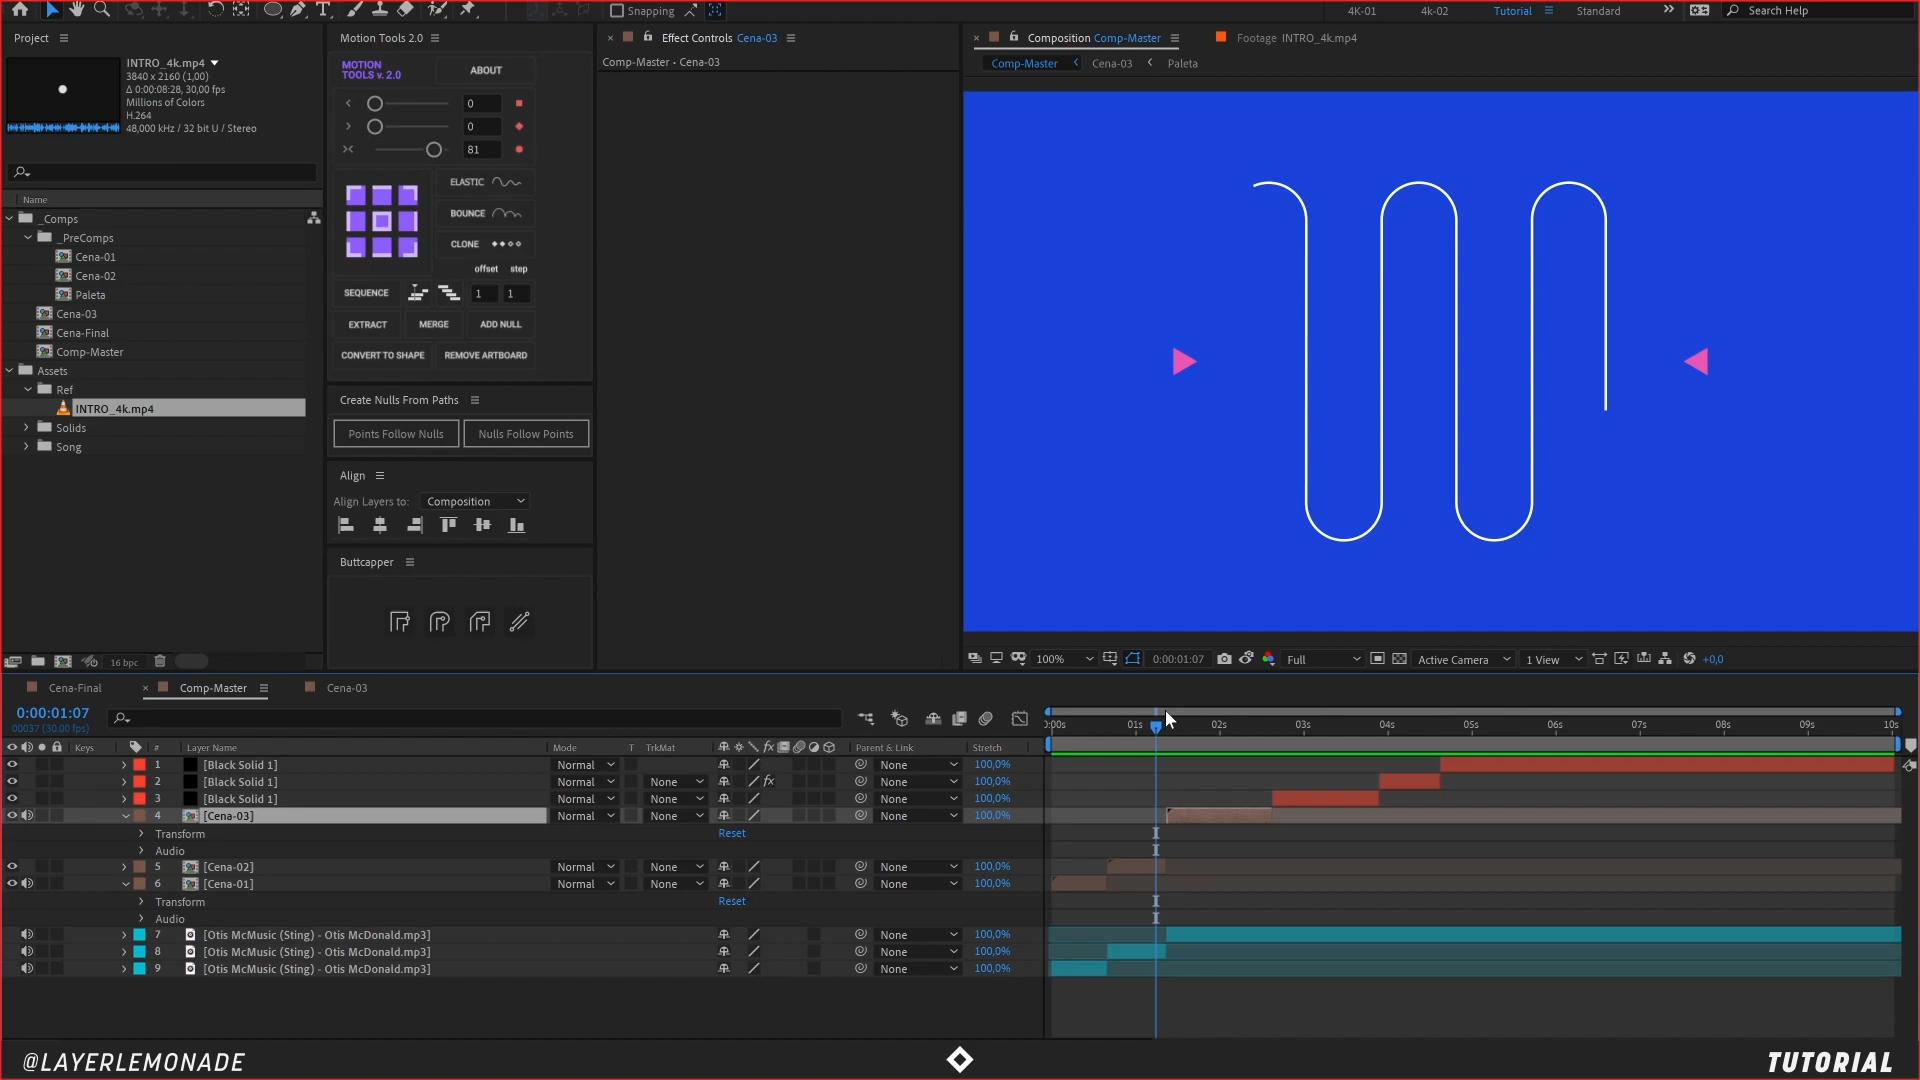 Snapping
4K-01
4k-02
Tutorial
Standard
Search Help
Project
INTRO_4k.mp4
3840 x 2160 (1,00)
Δ 0:00:08:28, 30,00 fps
Millions of Colors
H.264
48,000 kHz / 32 bit U / Stereo
Name
_Comps
_PreComps
Cena-01
Cena-02
Paleta
Cena-03
Cena-Final
Comp-Master
Assets
Ref
INTRO_4k.mp4
Solids
Song
16 bpc
Motion Tools 2.0
MOTION
TOOLS v. 2.0
ABOUT
0
0
81
ELASTIC
BOUNCE
CLONE
offset step
SEQUENCE 1 1
EXTRACT MERGE ADD NULL
CONVERT TO SHAPE REMOVE ARTBOARD
Create Nulls From Paths
Points Follow Nulls Nulls Follow Points
Align
Align Layers to: Composition
Buttcapper
Effect Controls Cena-03
Comp-Master • Cena-03
Composition Comp-Master
Footage INTRO_4k.mp4
Comp-Master Cena-03 Paleta
100% 0:00:01:07 Full Active Camera 1 View +0,0
Cena-Final Comp-Master Cena-03
0:00:01:07
00037 (30.00 fps)
0:00s 01s 02s 03s 04s 05s 06s 07s 08s 09s 10s
Keys # Layer Name Mode T TrkMat fx Parent & Link Stretch
1 [Black Solid 1] Normal None 100,0%
2 [Black Solid 1] Normal None fx None 100,0%
3 [Black Solid 1] Normal None None 100,0%
4 [Cena-03] Normal None None 100,0%
Transform Reset
Audio
5 [Cena-02] Normal None None 100,0%
6 [Cena-01] Normal None None 100,0%
Transform Reset
Audio
7 [Otis McMusic (Sting) - Otis McDonald.mp3] None 100,0%
8 [Otis McMusic (Sting) - Otis McDonald.mp3] None 100,0%
9 [Otis McMusic (Sting) - Otis McDonald.mp3] None 100,0%
@LAYERLEMONADE
TUTORIAL